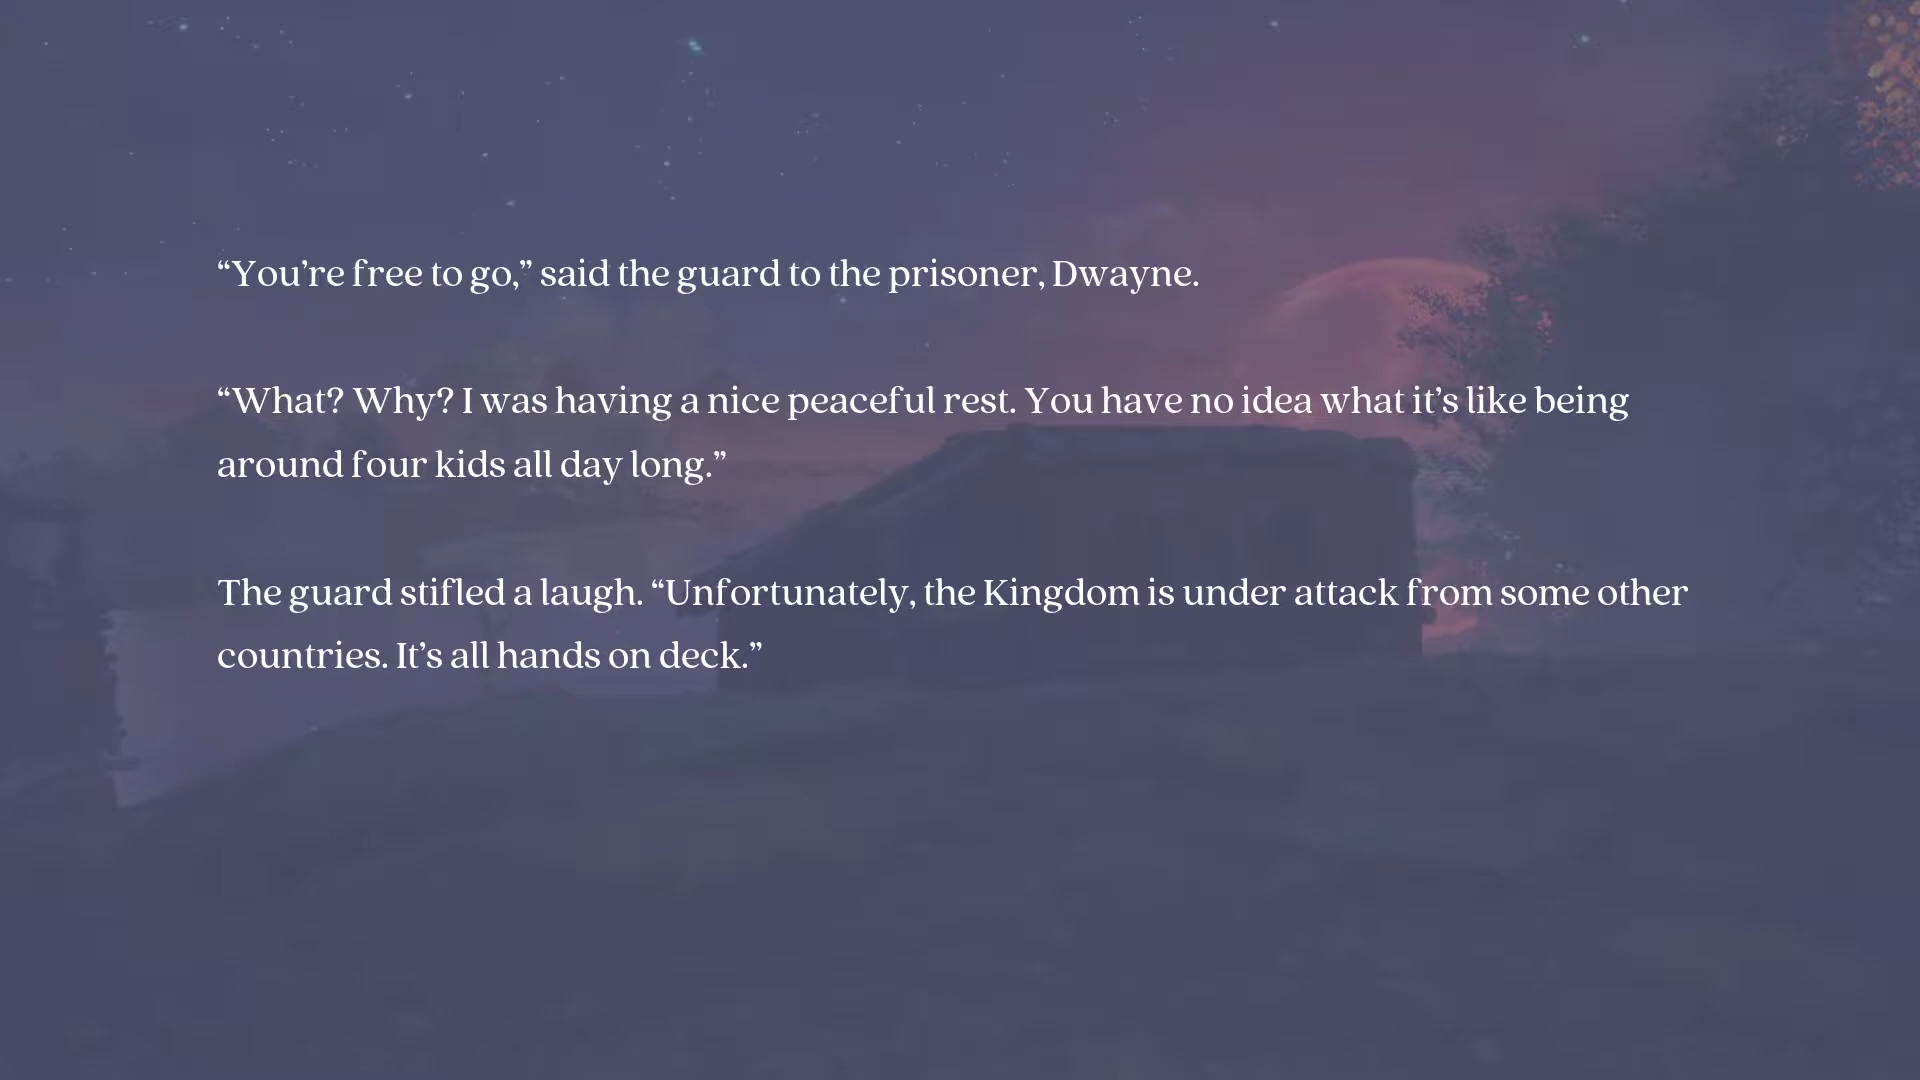 “You’re free to go,” said the guard to the prisoner, Dwayne.
“What? Why? I was having a nice peaceful rest. You have no idea what it’s like being
around four kids all day long.”
The guard stifled a laugh. “Unfortunately, the Kingdom is under attack from some other
countries. It’s all hands on deck.”